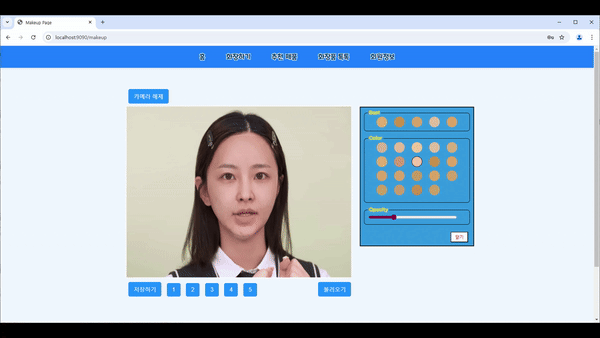 Makeup Page
localhost:9090/makeup
홈 화장하기 추천 제품 화장품 목록 회원정보
카메라 해제
Base
Color
Opacity
닫기
저장하기 1 2 3 4 5 불러오기